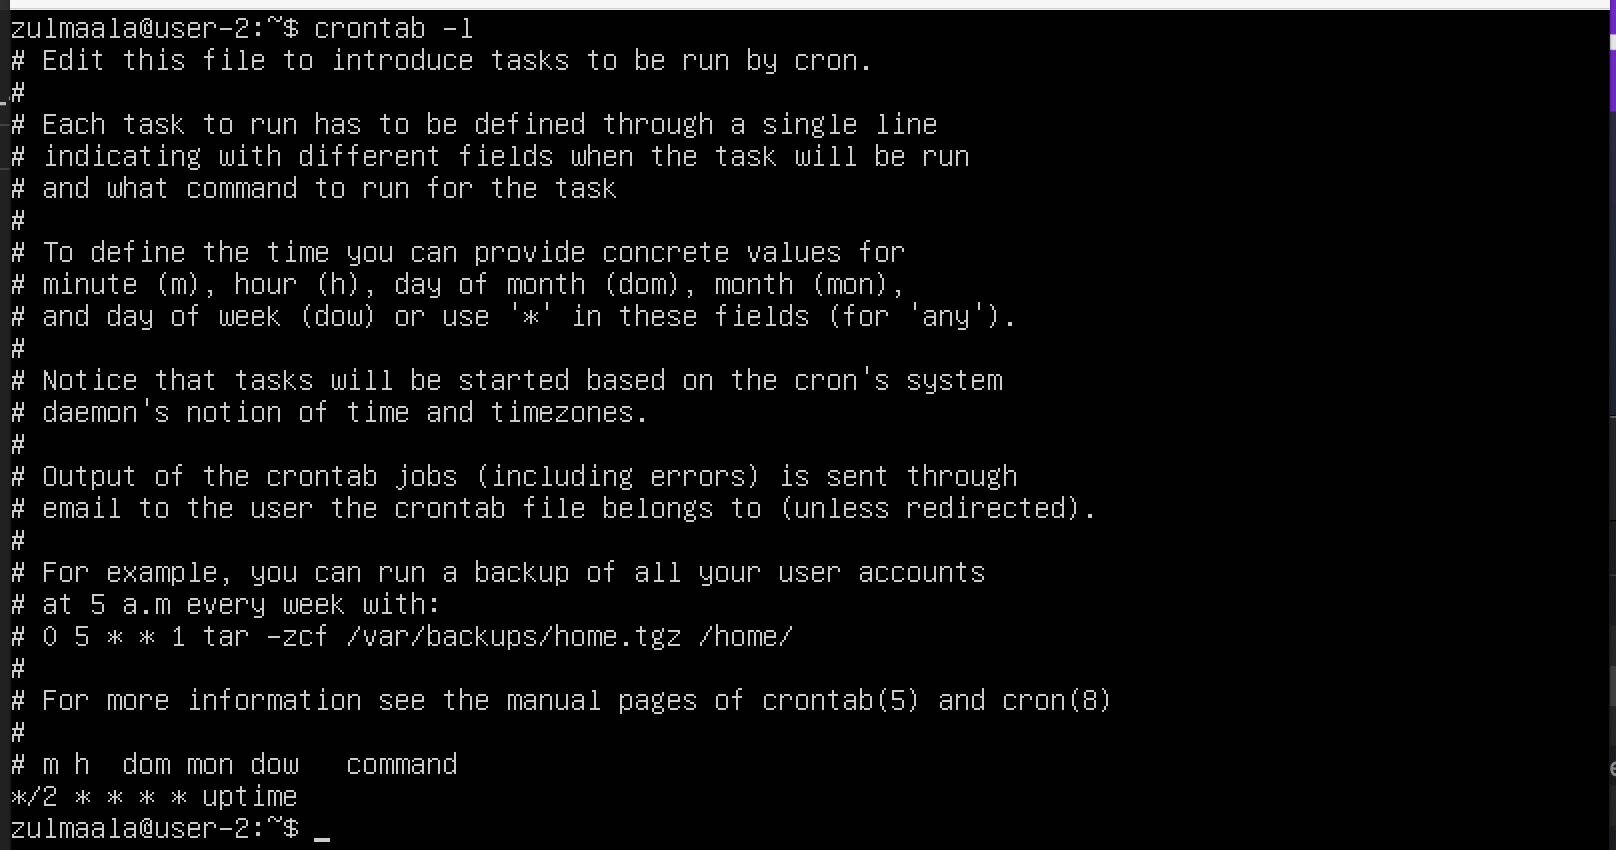 zulmaala@user-2:~$ crontab -l
# Edit this file to introduce tasks to be run by cron.
#
# Each task to run has to be defined through a single line
# indicating with different fields when the task will be run
# and what command to run for the task
#
# To define the time you can provide concrete values for
# minute (m), hour (h), day of month (dom), month (mon),
# and day of week (dow) or use '*' in these fields (for 'any').
#
# Notice that tasks will be started based on the cron's system
# daemon's notion of time and timezones.
#
# Output of the crontab jobs (including errors) is sent through
# email to the user the crontab file belongs to (unless redirected).
#
# For example, you can run a backup of all your user accounts
# at 5 a.m every week with:
# 0 5 * * 1 tar -zcf /var/backups/home.tgz /home/
#
# For more information see the manual pages of crontab(5) and cron(8)
#
# m h  dom mon dow   command
*/2 * * * * uptime
zulmaala@user-2:~$ _